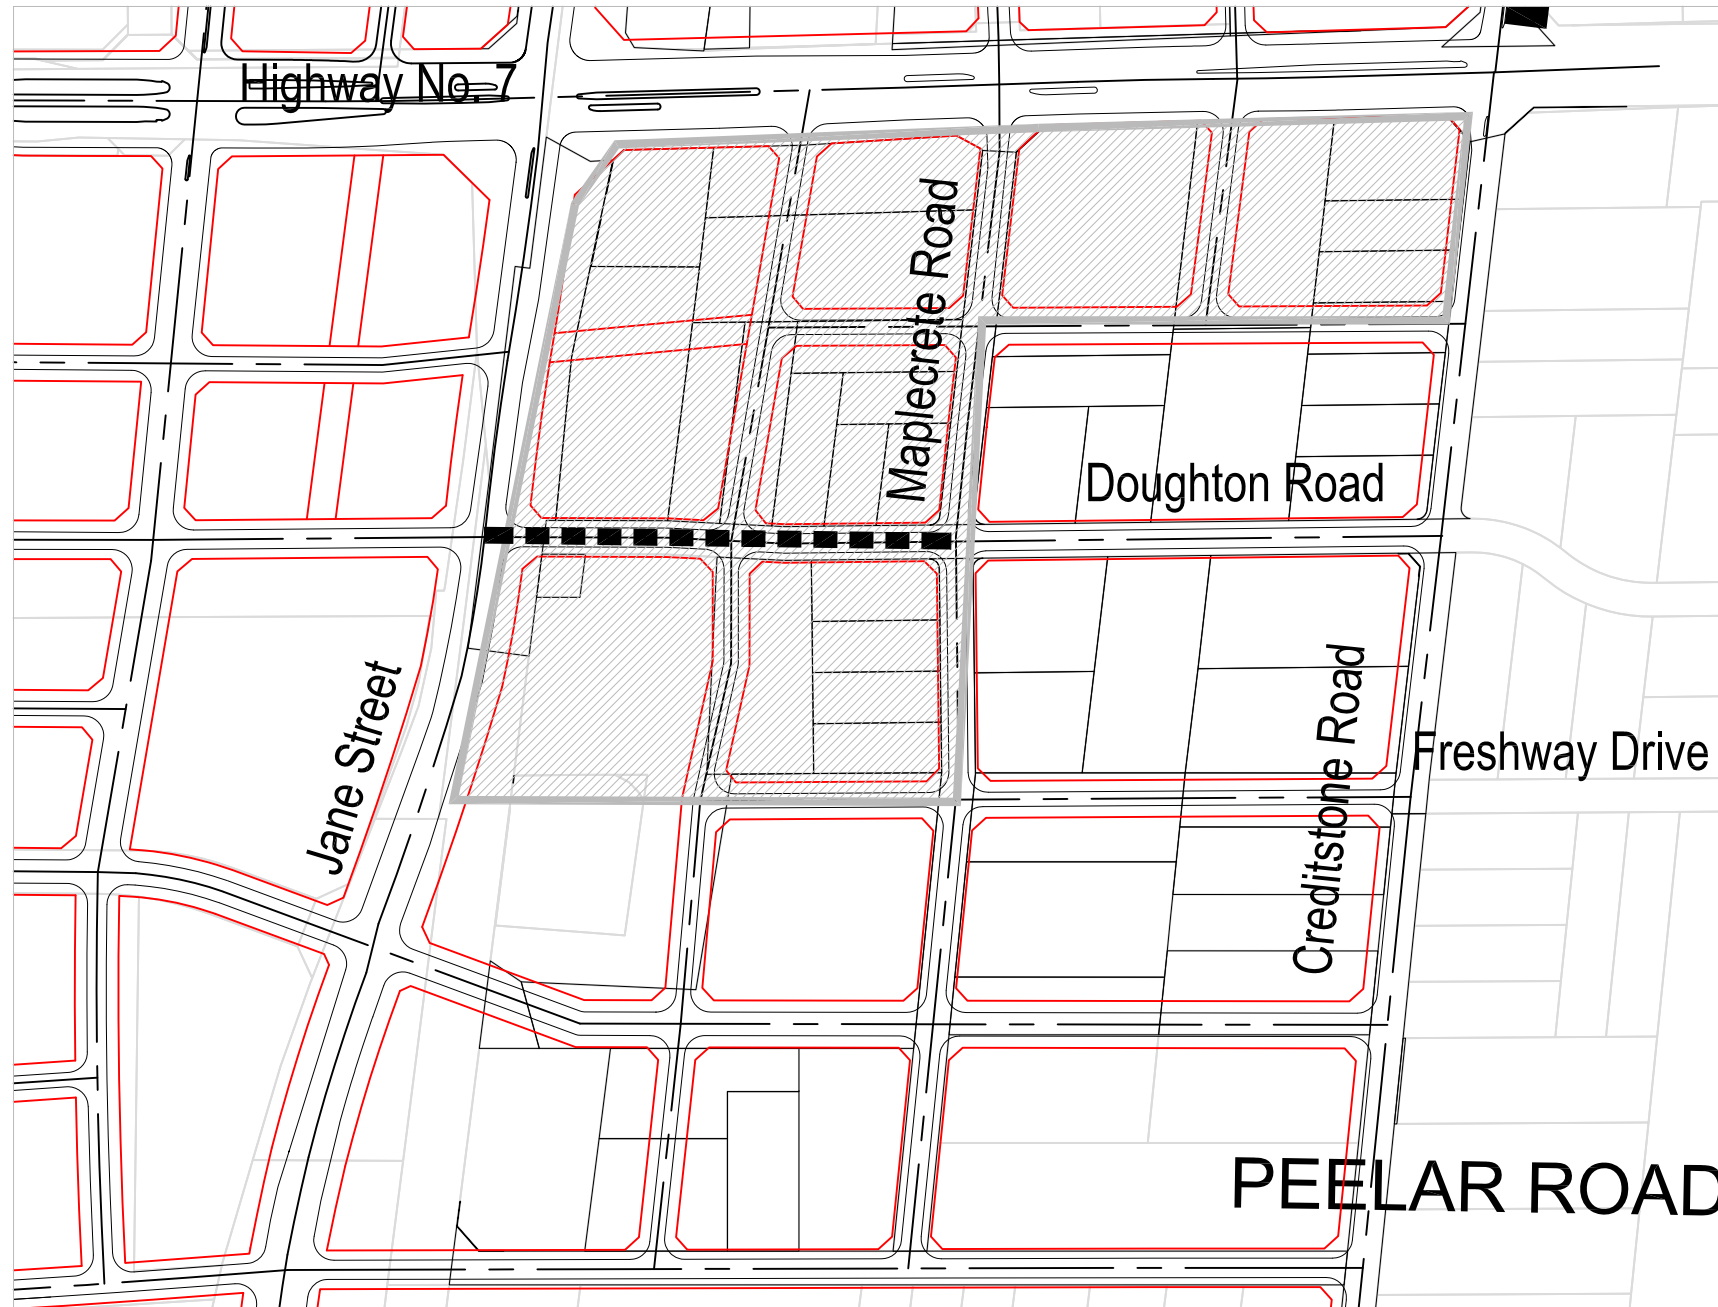 Highway No. 7
Maplecrete Road
Doughton Road
Jane Street
Creditstone Road
Freshway Drive
PEELAR ROAD